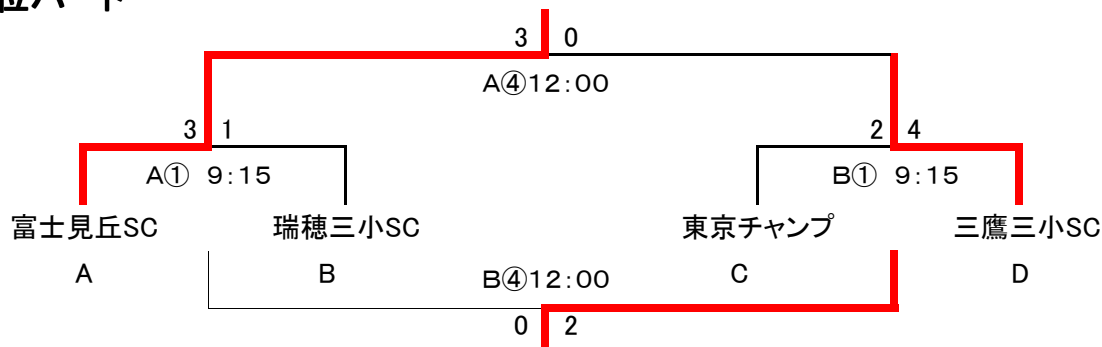 3 0
A④12:00
3 1
2 4
A① 9:15
B① 9:15
富士見丘SC
瑞穂三小SC
東京チャンプ
三鷹三小SC
A
B
C
D
B④12:00
0 2